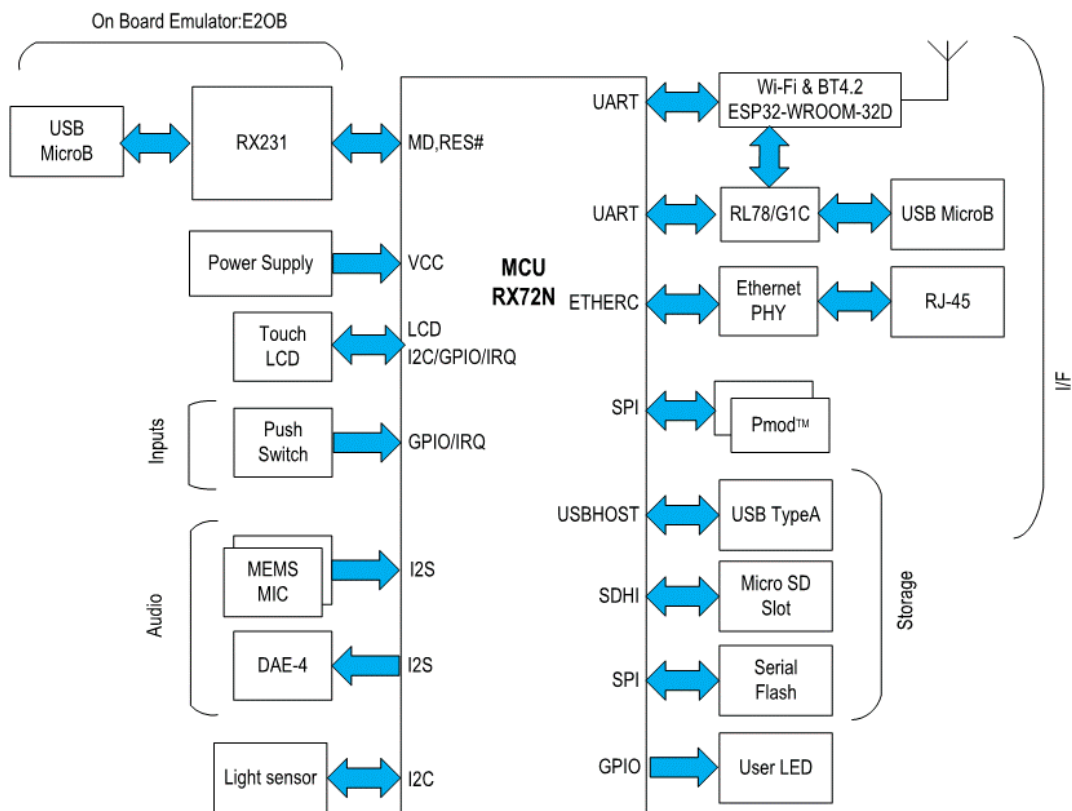 On Board Emulator:E2OB
USB
MicroB
RX231
MD,RES#
Power Supply
VCC
Touch
LCD
LCD
I2C/GPIO/IRQ
Inputs
Push
Switch
GPIO/IRQ
Audio
MEMS
MIC
I2S
DAE-4
I2S
Light sensor
I2C
MCU
RX72N
UART
Wi-Fi & BT4.2
ESP32-WROOM-32D
UART
RL78/G1C
USB MicroB
ETHERC
Ethernet
PHY
RJ-45
I/F
SPI
Pmod™
USBHOST
USB TypeA
SDHI
Micro SD
Slot
Storage
SPI
Serial
Flash
GPIO
User LED